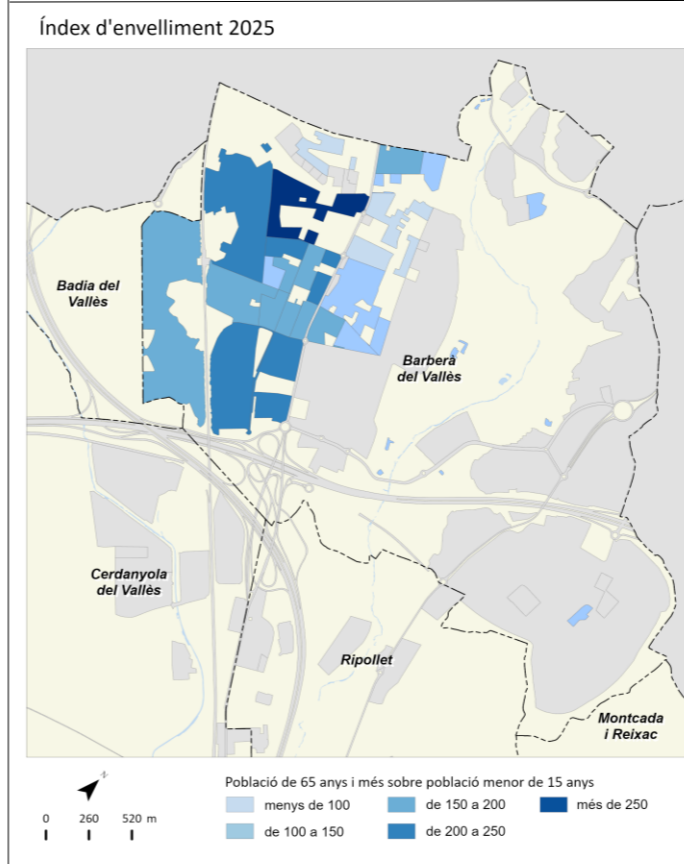 Índex d'envelliment 2025
Badia del
Vallès
Barberà
del Vallès
Cerdanyola
del Vallès
Ripollet
Montcada
i Reixac
N
0 260 520 m
Població de 65 anys i més sobre població menor de 15 anys
menys de 100
de 150 a 200
més de 250
de 100 a 150
de 200 a 250